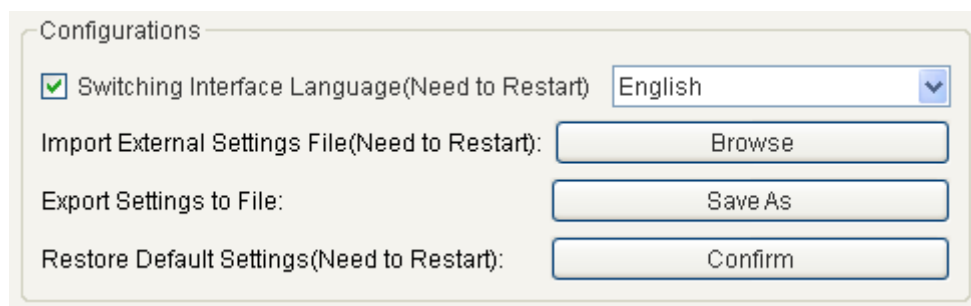 Configurations
Switching Interface Language(Need to Restart) English
Import External Settings File(Need to Restart): Browse
Export Settings to File: Save As
Restore Default Settings(Need to Restart): Confirm